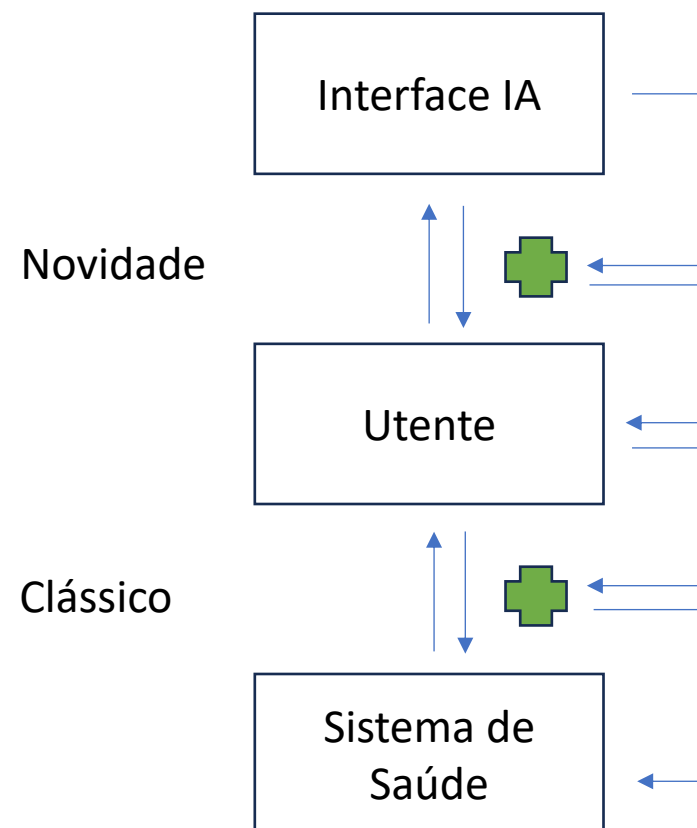 Interface IA
Novidade
Utente
Clássico
Sistema de
Saúde